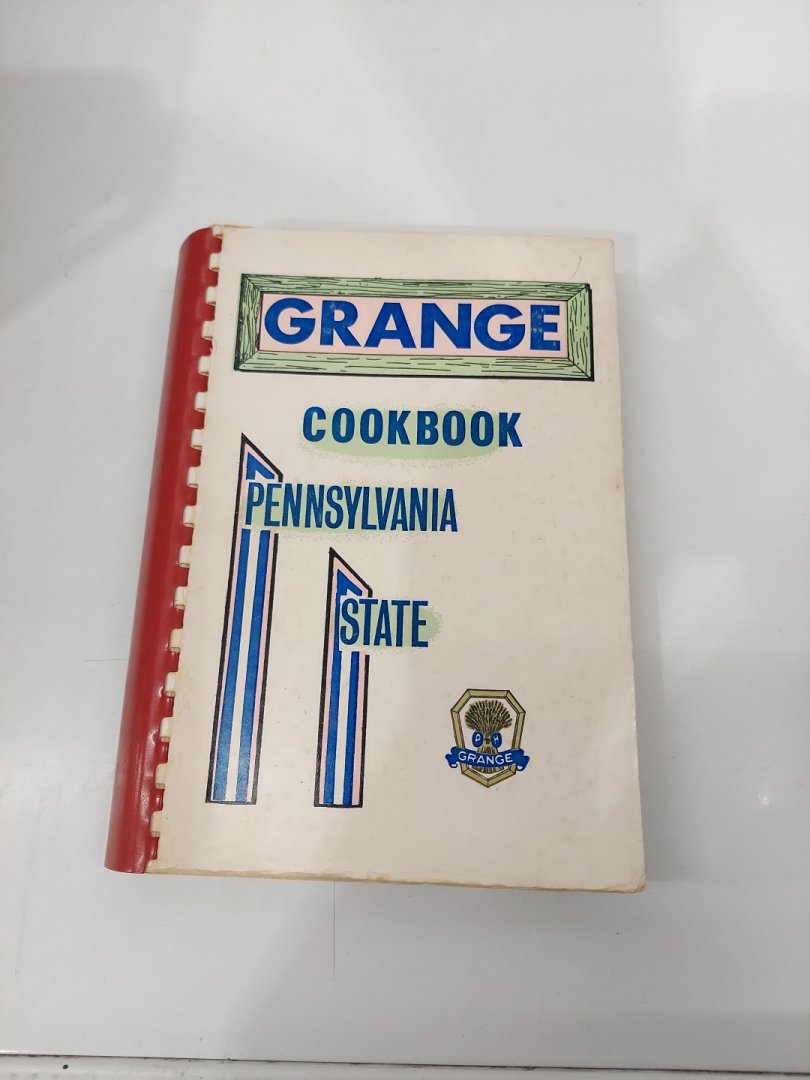 GRANGE
COOKBOOK
PENNSYLVANIA
STATE
P H
GRANGE